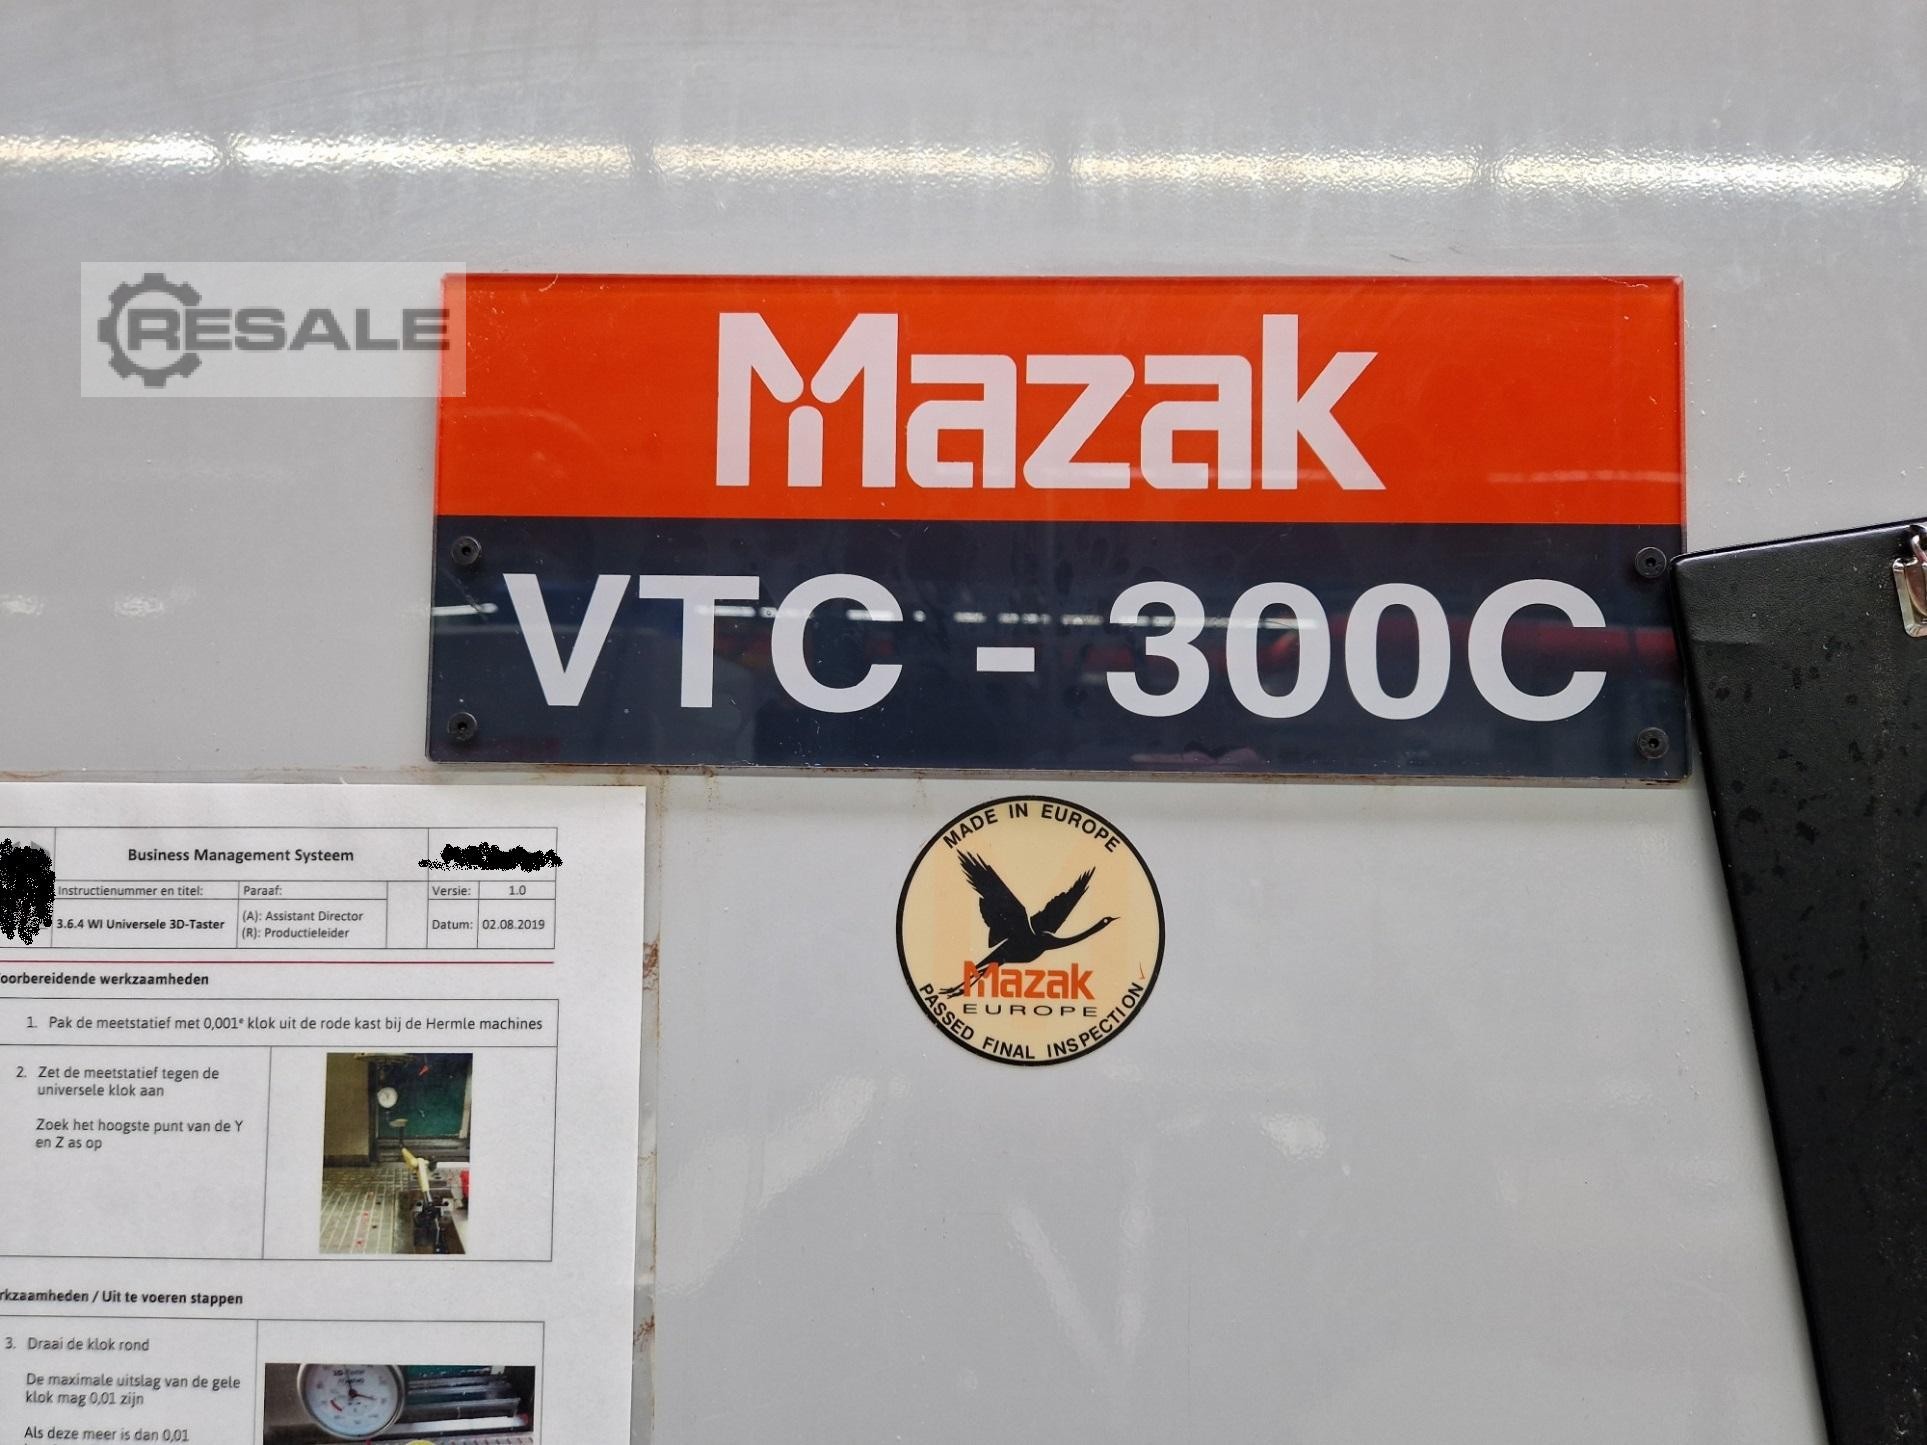 RESALE
Mazak
VTC - 300C
MADE IN EUROPE
Mazak
EUROPE
PASSED FINAL INSPECTION
Business Management Systeem
Instructienummer en titel:
Paraaf:
Versie: 1.0
3.6.4 WI Universele 3D-Taster
(A): Assistant Director
(R): Productieleider
Datum: 02.08.2019
oorbereidende werkzaamheden
1. Pak de meetstatief met 0,001e klok uit de rode kast bij de Hermle machines
2. Zet de meetstatief tegen de
universele klok aan
Zoek het hoogste punt van de Y
en Z as op
rkzaamheden / Uit te voeren stappen
3. Draai de klok rond
De maximale uitslag van de gele
klok mag 0,01 zijn
Als deze meer is dan 0,01